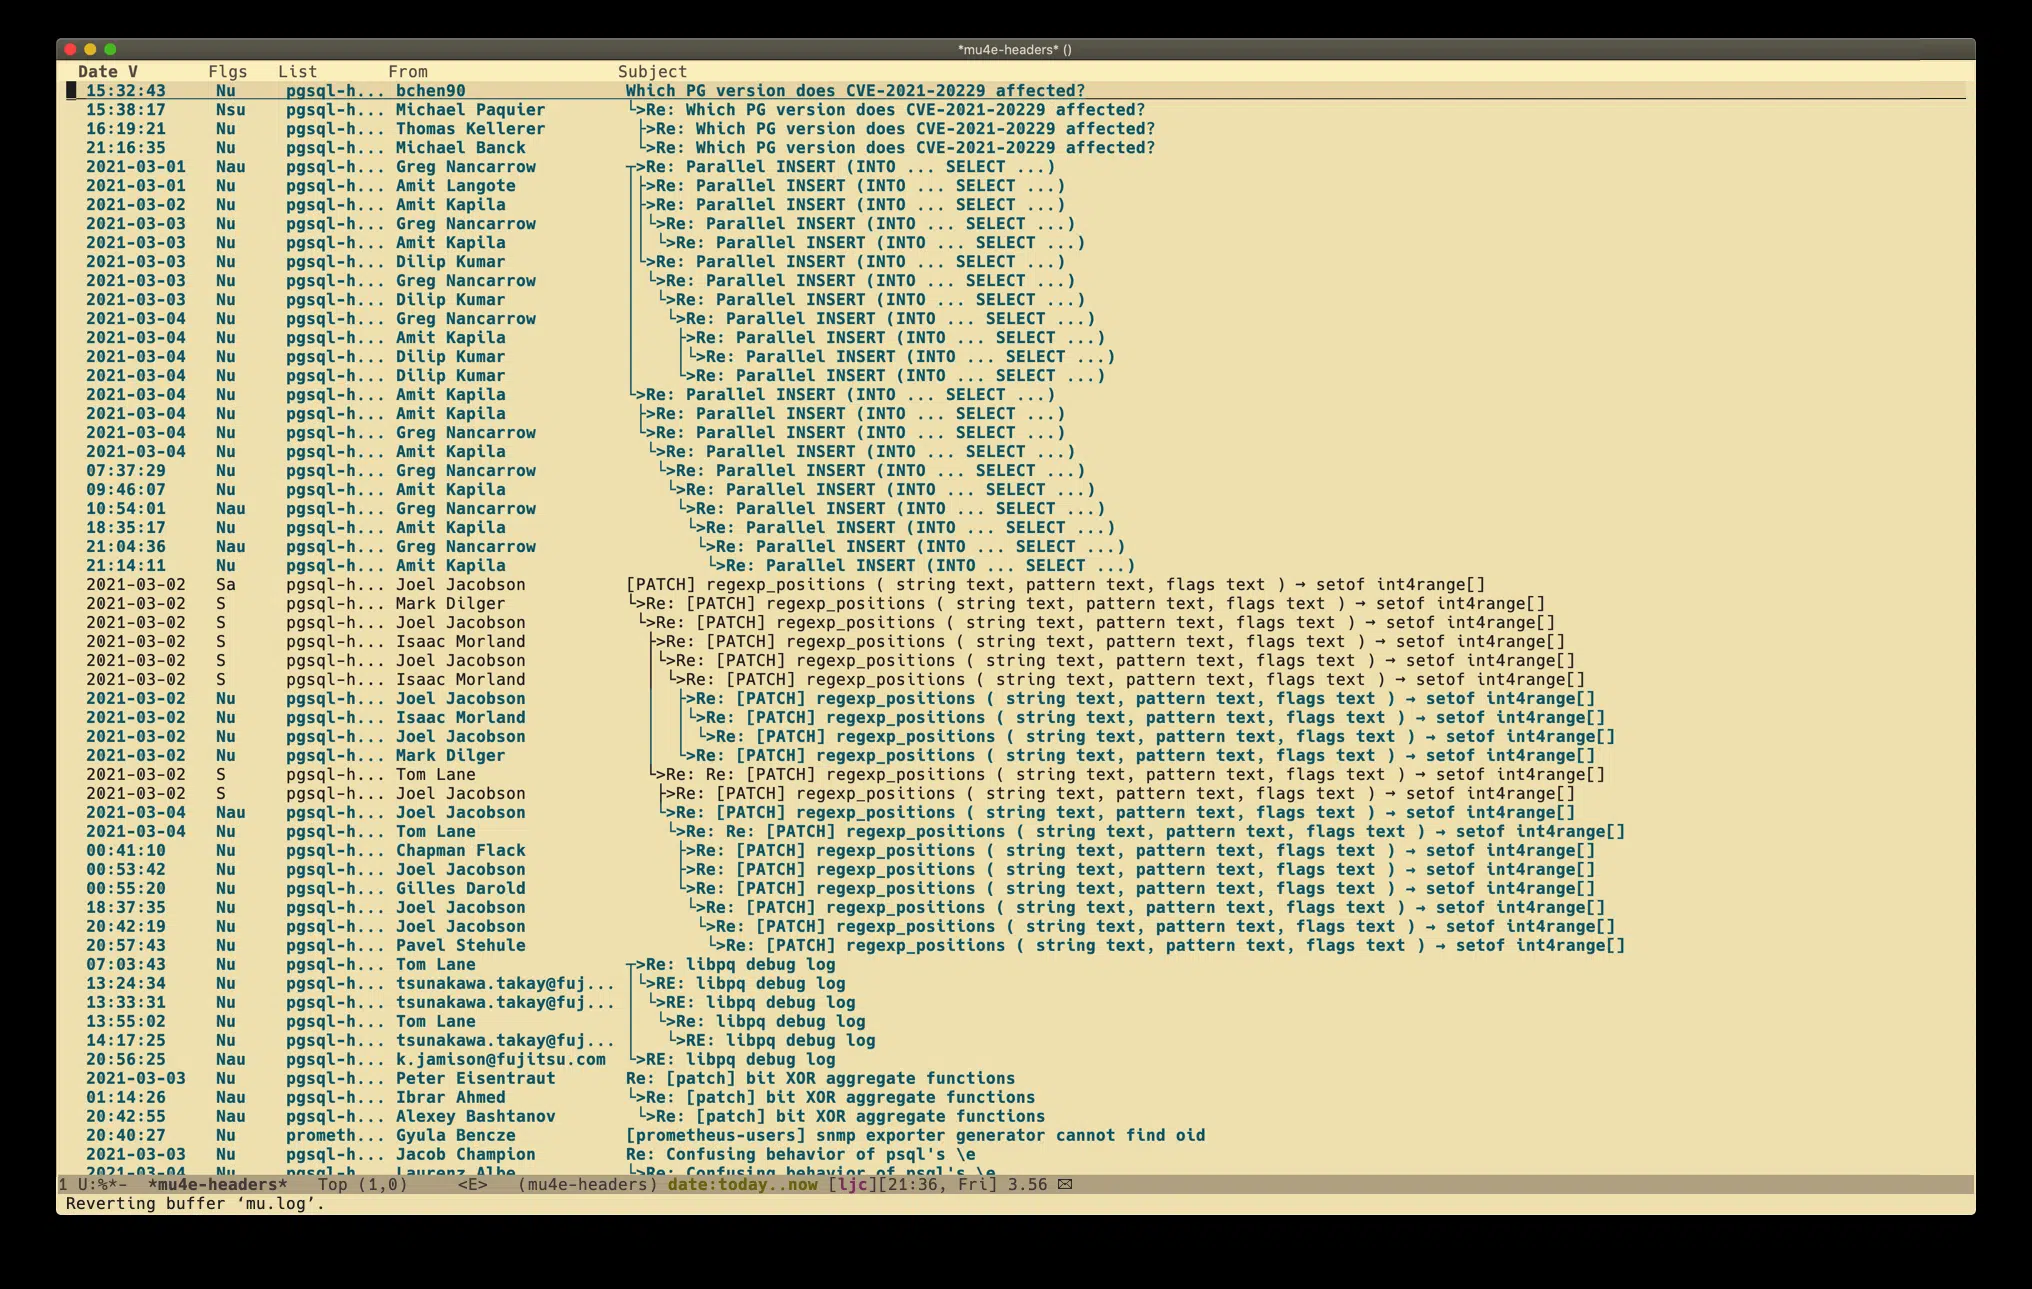 *mu4e-headers* ()
Date V Flgs List From Subject
15:32:43 Nu pgsql-h... bchen90 Which PG version does CVE-2021-20229 affected?
15:38:17 Nsu pgsql-h... Michael Paquier └>Re: Which PG version does CVE-2021-20229 affected?
16:19:21 Nu pgsql-h... Thomas Kellerer ├>Re: Which PG version does CVE-2021-20229 affected?
21:16:35 Nu pgsql-h... Michael Banck └>Re: Which PG version does CVE-2021-20229 affected?
2021-03-01 Nau pgsql-h... Greg Nancarrow ┬>Re: Parallel INSERT (INTO ... SELECT ...)
2021-03-01 Nu pgsql-h... Amit Langote │├>Re: Parallel INSERT (INTO ... SELECT ...)
2021-03-02 Nu pgsql-h... Amit Kapila │├>Re: Parallel INSERT (INTO ... SELECT ...)
2021-03-03 Nu pgsql-h... Greg Nancarrow ││└>Re: Parallel INSERT (INTO ... SELECT ...)
2021-03-03 Nu pgsql-h... Amit Kapila ││ └>Re: Parallel INSERT (INTO ... SELECT ...)
2021-03-03 Nu pgsql-h... Dilip Kumar │└>Re: Parallel INSERT (INTO ... SELECT ...)
2021-03-03 Nu pgsql-h... Greg Nancarrow │ └>Re: Parallel INSERT (INTO ... SELECT ...)
2021-03-03 Nu pgsql-h... Dilip Kumar │ └>Re: Parallel INSERT (INTO ... SELECT ...)
2021-03-04 Nu pgsql-h... Greg Nancarrow │ └>Re: Parallel INSERT (INTO ... SELECT ...)
2021-03-04 Nu pgsql-h... Amit Kapila │ ├>Re: Parallel INSERT (INTO ... SELECT ...)
2021-03-04 Nu pgsql-h... Dilip Kumar │ │└>Re: Parallel INSERT (INTO ... SELECT ...)
2021-03-04 Nu pgsql-h... Dilip Kumar │ └>Re: Parallel INSERT (INTO ... SELECT ...)
2021-03-04 Nu pgsql-h... Amit Kapila └>Re: Parallel INSERT (INTO ... SELECT ...)
2021-03-04 Nu pgsql-h... Amit Kapila ├>Re: Parallel INSERT (INTO ... SELECT ...)
2021-03-04 Nu pgsql-h... Greg Nancarrow └>Re: Parallel INSERT (INTO ... SELECT ...)
2021-03-04 Nu pgsql-h... Amit Kapila └>Re: Parallel INSERT (INTO ... SELECT ...)
07:37:29 Nu pgsql-h... Greg Nancarrow └>Re: Parallel INSERT (INTO ... SELECT ...)
09:46:07 Nu pgsql-h... Amit Kapila └>Re: Parallel INSERT (INTO ... SELECT ...)
10:54:01 Nau pgsql-h... Greg Nancarrow └>Re: Parallel INSERT (INTO ... SELECT ...)
18:35:17 Nu pgsql-h... Amit Kapila └>Re: Parallel INSERT (INTO ... SELECT ...)
21:04:36 Nau pgsql-h... Greg Nancarrow └>Re: Parallel INSERT (INTO ... SELECT ...)
21:14:11 Nu pgsql-h... Amit Kapila └>Re: Parallel INSERT (INTO ... SELECT ...)
2021-03-02 Sa pgsql-h... Joel Jacobson [PATCH] regexp_positions ( string text, pattern text, flags text ) → setof int4range[]
2021-03-02 S pgsql-h... Mark Dilger └>Re: [PATCH] regexp_positions ( string text, pattern text, flags text ) → setof int4range[]
2021-03-02 S pgsql-h... Joel Jacobson └>Re: [PATCH] regexp_positions ( string text, pattern text, flags text ) → setof int4range[]
2021-03-02 S pgsql-h... Isaac Morland ├>Re: [PATCH] regexp_positions ( string text, pattern text, flags text ) → setof int4range[]
2021-03-02 S pgsql-h... Joel Jacobson │└>Re: [PATCH] regexp_positions ( string text, pattern text, flags text ) → setof int4range[]
2021-03-02 S pgsql-h... Isaac Morland │ └>Re: [PATCH] regexp_positions ( string text, pattern text, flags text ) → setof int4range[]
2021-03-02 Nu pgsql-h... Joel Jacobson │ ├>Re: [PATCH] regexp_positions ( string text, pattern text, flags text ) → setof int4range[]
2021-03-02 Nu pgsql-h... Isaac Morland │ │└>Re: [PATCH] regexp_positions ( string text, pattern text, flags text ) → setof int4range[]
2021-03-02 Nu pgsql-h... Joel Jacobson │ │ └>Re: [PATCH] regexp_positions ( string text, pattern text, flags text ) → setof int4range[]
2021-03-02 Nu pgsql-h... Mark Dilger │ └>Re: [PATCH] regexp_positions ( string text, pattern text, flags text ) → setof int4range[]
2021-03-02 S pgsql-h... Tom Lane └>Re: Re: [PATCH] regexp_positions ( string text, pattern text, flags text ) → setof int4range[]
2021-03-02 S pgsql-h... Joel Jacobson ├>Re: [PATCH] regexp_positions ( string text, pattern text, flags text ) → setof int4range[]
2021-03-04 Nau pgsql-h... Joel Jacobson └>Re: [PATCH] regexp_positions ( string text, pattern text, flags text ) → setof int4range[]
2021-03-04 Nu pgsql-h... Tom Lane └>Re: Re: [PATCH] regexp_positions ( string text, pattern text, flags text ) → setof int4range[]
00:41:10 Nu pgsql-h... Chapman Flack ├>Re: [PATCH] regexp_positions ( string text, pattern text, flags text ) → setof int4range[]
00:53:42 Nu pgsql-h... Joel Jacobson ├>Re: [PATCH] regexp_positions ( string text, pattern text, flags text ) → setof int4range[]
00:55:20 Nu pgsql-h... Gilles Darold └>Re: [PATCH] regexp_positions ( string text, pattern text, flags text ) → setof int4range[]
18:37:35 Nu pgsql-h... Joel Jacobson └>Re: [PATCH] regexp_positions ( string text, pattern text, flags text ) → setof int4range[]
20:42:19 Nu pgsql-h... Joel Jacobson └>Re: [PATCH] regexp_positions ( string text, pattern text, flags text ) → setof int4range[]
20:57:43 Nu pgsql-h... Pavel Stehule └>Re: [PATCH] regexp_positions ( string text, pattern text, flags text ) → setof int4range[]
07:03:43 Nu pgsql-h... Tom Lane ┬>Re: libpq debug log
13:24:34 Nu pgsql-h... tsunakawa.takay@fuj... │└>RE: libpq debug log
13:33:31 Nu pgsql-h... tsunakawa.takay@fuj... │ └>RE: libpq debug log
13:55:02 Nu pgsql-h... Tom Lane │ └>Re: libpq debug log
14:17:25 Nu pgsql-h... tsunakawa.takay@fuj... │ └>RE: libpq debug log
20:56:25 Nau pgsql-h... k.jamison@fujitsu.com └>RE: libpq debug log
2021-03-03 Nu pgsql-h... Peter Eisentraut Re: [patch] bit XOR aggregate functions
01:14:26 Nau pgsql-h... Ibrar Ahmed └>Re: [patch] bit XOR aggregate functions
20:42:55 Nau pgsql-h... Alexey Bashtanov └>Re: [patch] bit XOR aggregate functions
20:40:27 Nu prometh... Gyula Bencze [prometheus-users] snmp exporter generator cannot find oid
2021-03-03 Nu pgsql-h... Jacob Champion Re: Confusing behavior of psql's \e
2021-03-04 Nu pgsql-h... Laurenz Albe └>Re: Confusing behavior of psql's \e
1 U:%*- *mu4e-headers* Top (1,0) <E> (mu4e-headers) date:today..now [ljc][21:36, Fri] 3.56 ✉
Reverting buffer ‘mu.log’.